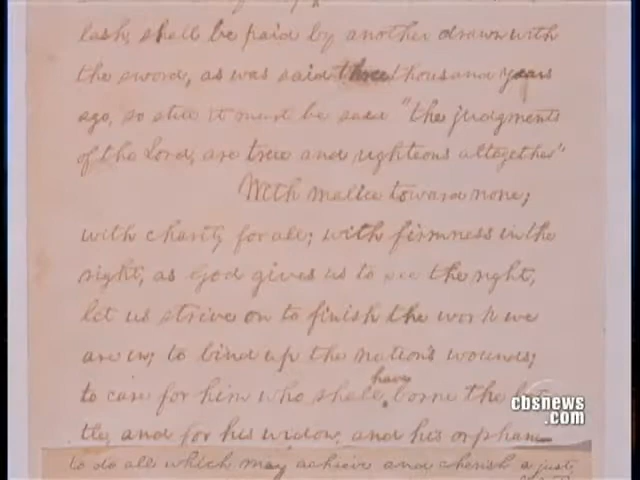 lash, shall be paid by another drawn with
the sword, as was said three thousand years
ago, so still it must be said "the judgments
of the Lord, are true and righteous altogether"
With malice toward none;
with charity for all; with firmness in the
right, as God gives us to see the right,
let us strive on to finish the work we
are in; to bind up the nation's wounds;
have
to care for him who shall borne the
tle, and for his widow, and his orphan
to do all which may achieve and cherish a just,
cbsnews
.com